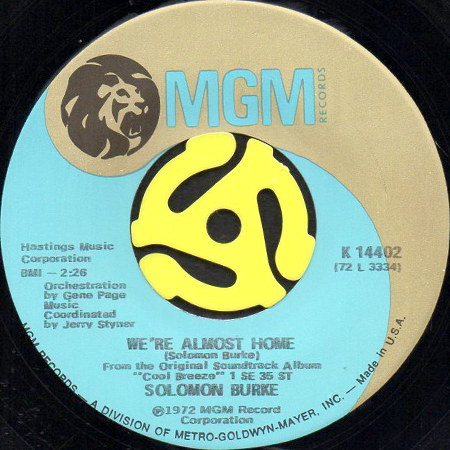 MGM
RECORDS
Hastings Music
Corporation
BMI — 2:26
Orchestration
by Gene Page
Music
Coordinated
by Jerry Styner
K 14402
(72 L 3334)
WE'RE ALMOST HOME
(Solomon Burke)
From the Original Soundtrack Album
"Cool Breeze" 1 SE 35 ST
SOLOMON BURKE
℗1972 MGM Record
Corporation
MGM RECORDS — A DIVISION OF METRO-GOLDWYN-MAYER, INC. — Made in U.S.A.